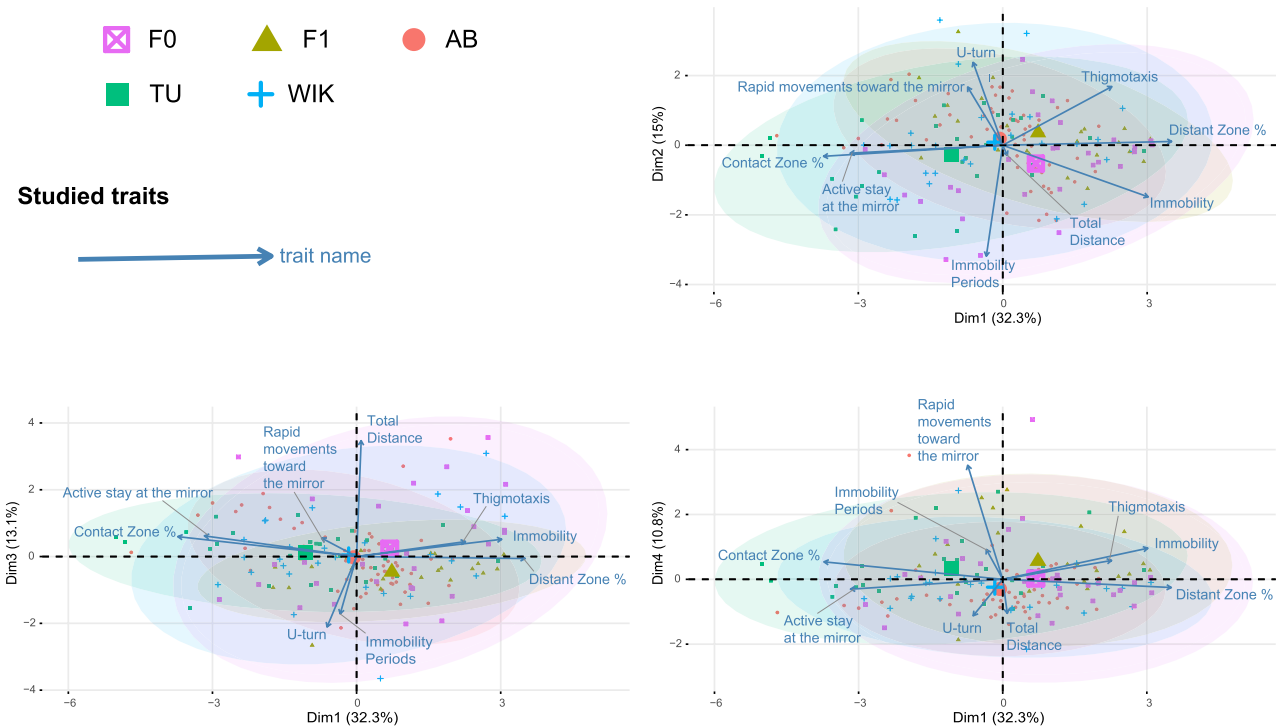 F0
F1
AB
TU
WIK
Studied traits
trait name
U-turn
Thigmotaxis
Rapid movements toward the mirror
Distant Zone %
Contact Zone %
Active stay
at the mirror
Immobility
Total
Distance
Immobility
Periods
Dim2 (15%)
2
0
−2
−4
−6
−3
0
3
Dim1 (32.3%)
Total
Distance
Rapid
movements
toward
the mirror
Active stay at the mirror
Thigmotaxis
Contact Zone %
Immobility
Distant Zone %
U-turn
Immobility
Periods
Dim3 (13.1%)
4
2
0
−2
−4
−6
−3
0
3
Dim1 (32.3%)
Rapid
movements
toward
the mirror
Immobility
Periods
Thigmotaxis
Contact Zone %
Immobility
Distant Zone %
Active stay
at the mirror
U-turn
Total
Distance
Dim4 (10.8%)
4
2
0
−2
−6
−3
0
3
Dim1 (32.3%)